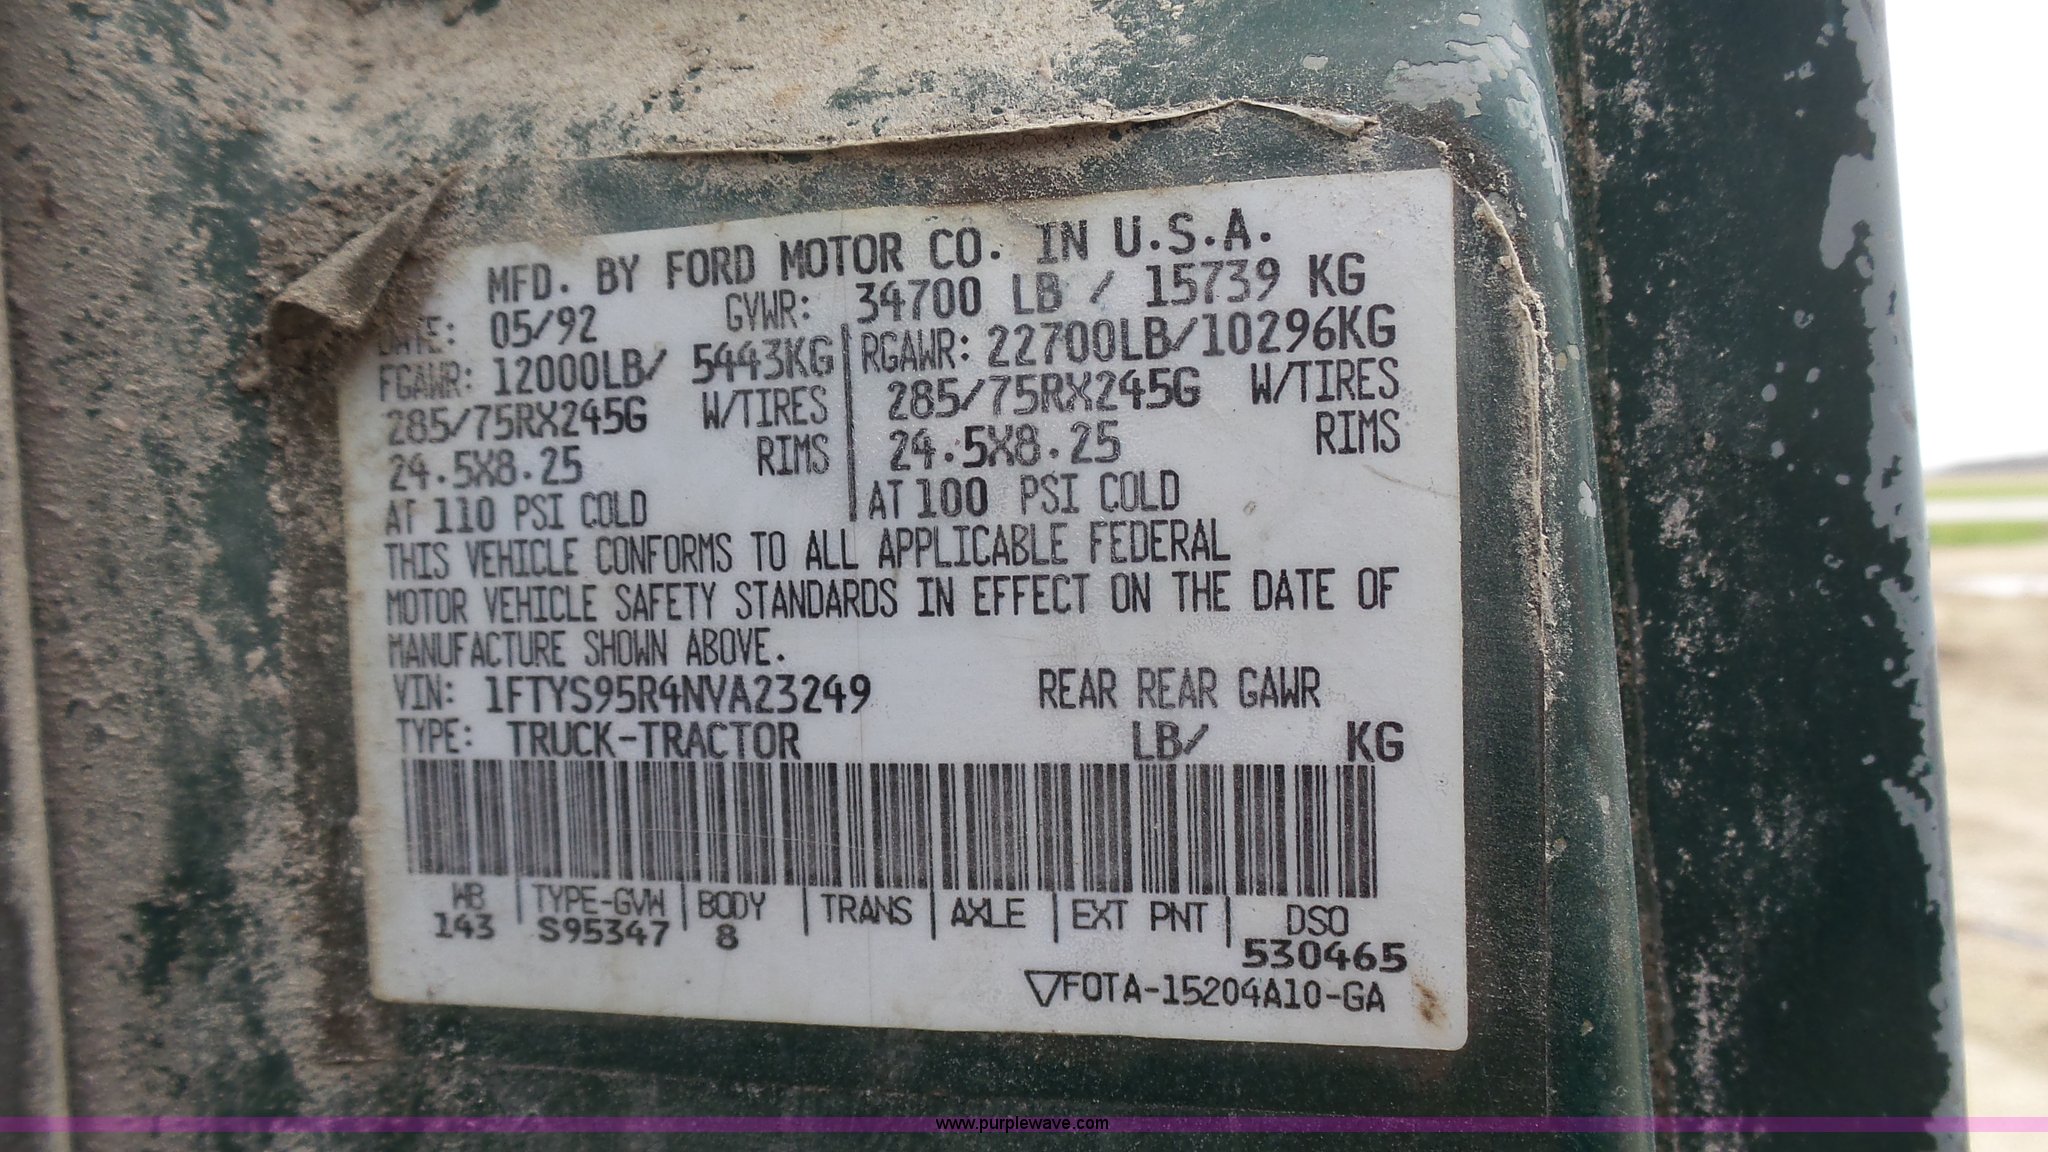 MFD. BY FORD MOTOR CO. IN U.S.A.
DATE: 05/92 GVWR: 34700 LB / 15739 KG
FGAWR: 12000LB/ 5443KG RGAWR: 22700LB/10296KG
285/75RX245G W/TIRES 285/75RX245G W/TIRES
24.5X8.25 RIMS 24.5X8.25 RIMS
AT 110 PSI COLD AT 100 PSI COLD
THIS VEHICLE CONFORMS TO ALL APPLICABLE FEDERAL
MOTOR VEHICLE SAFETY STANDARDS IN EFFECT ON THE DATE OF
MANUFACTURE SHOWN ABOVE.
VIN: 1FTYS95R4NVA23249 REAR REAR GAWR
TYPE: TRUCK-TRACTOR LB/ KG
WB TYPE-GVW BODY TRANS AXLE EXT PNT DSO
143 S95347 8 530465
▽FOTA-15204A10-GA
www.purplewave.com